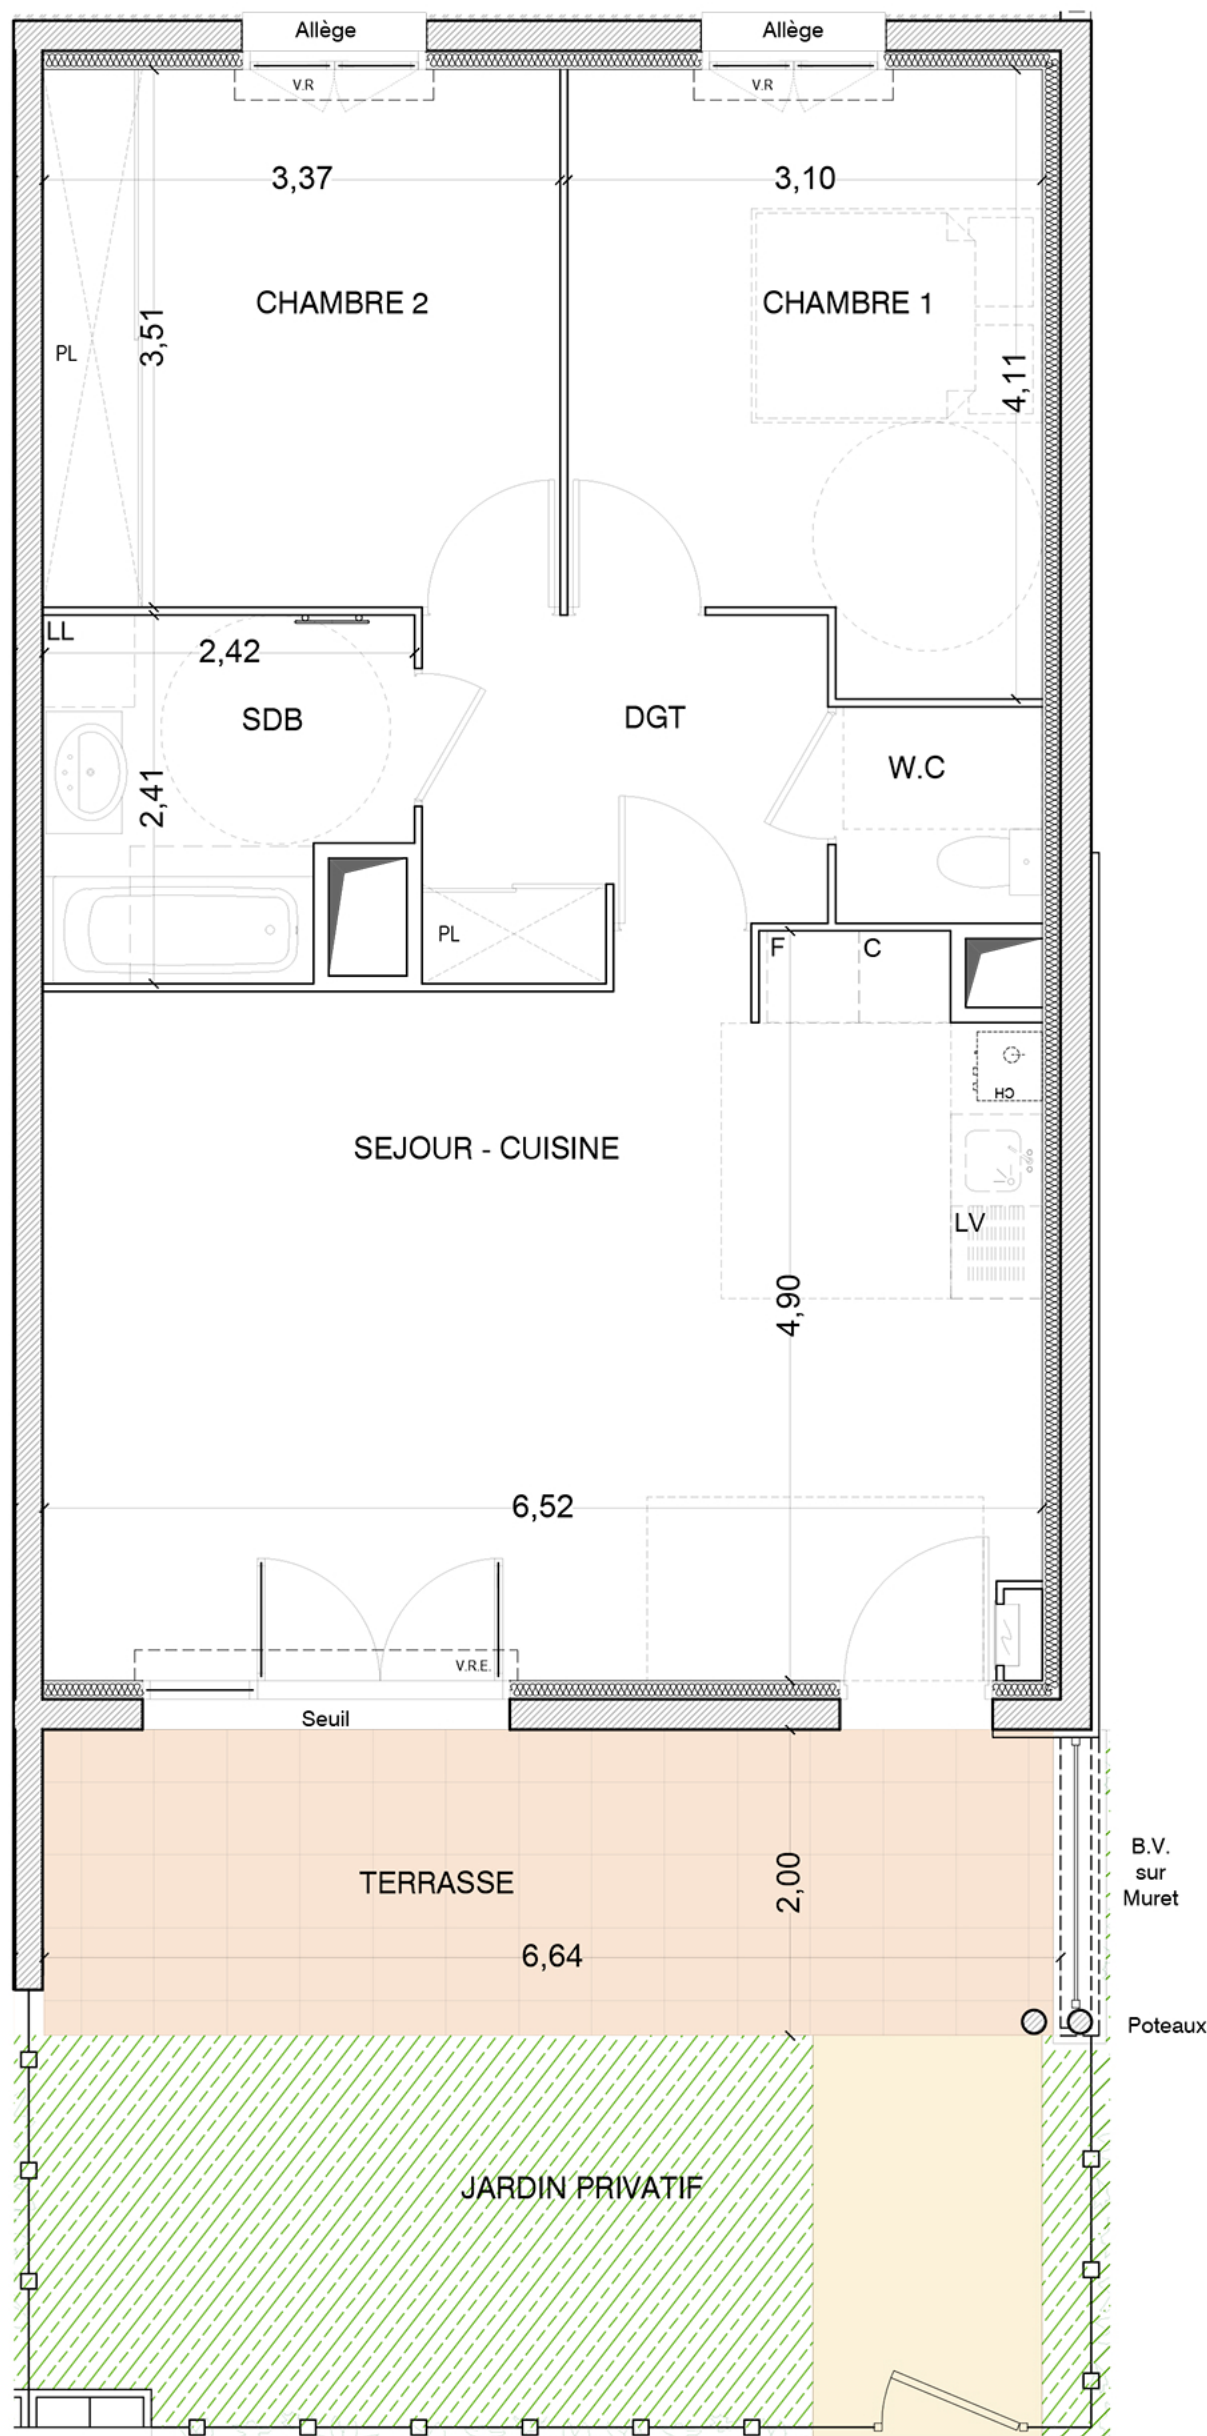 Allège
Allège
V.R
V.R
3,37
3,10
CHAMBRE 2
CHAMBRE 1
3,51
PL
4,11
LL
2,42
SDB
DGT
W.C
2,41
PL
F
C
CH
SEJOUR - CUISINE
LV
4,90
6,52
V.R.E.
Seuil
B.V.
sur
Muret
TERRASSE
2,00
6,64
Poteaux
JARDIN PRIVATIF